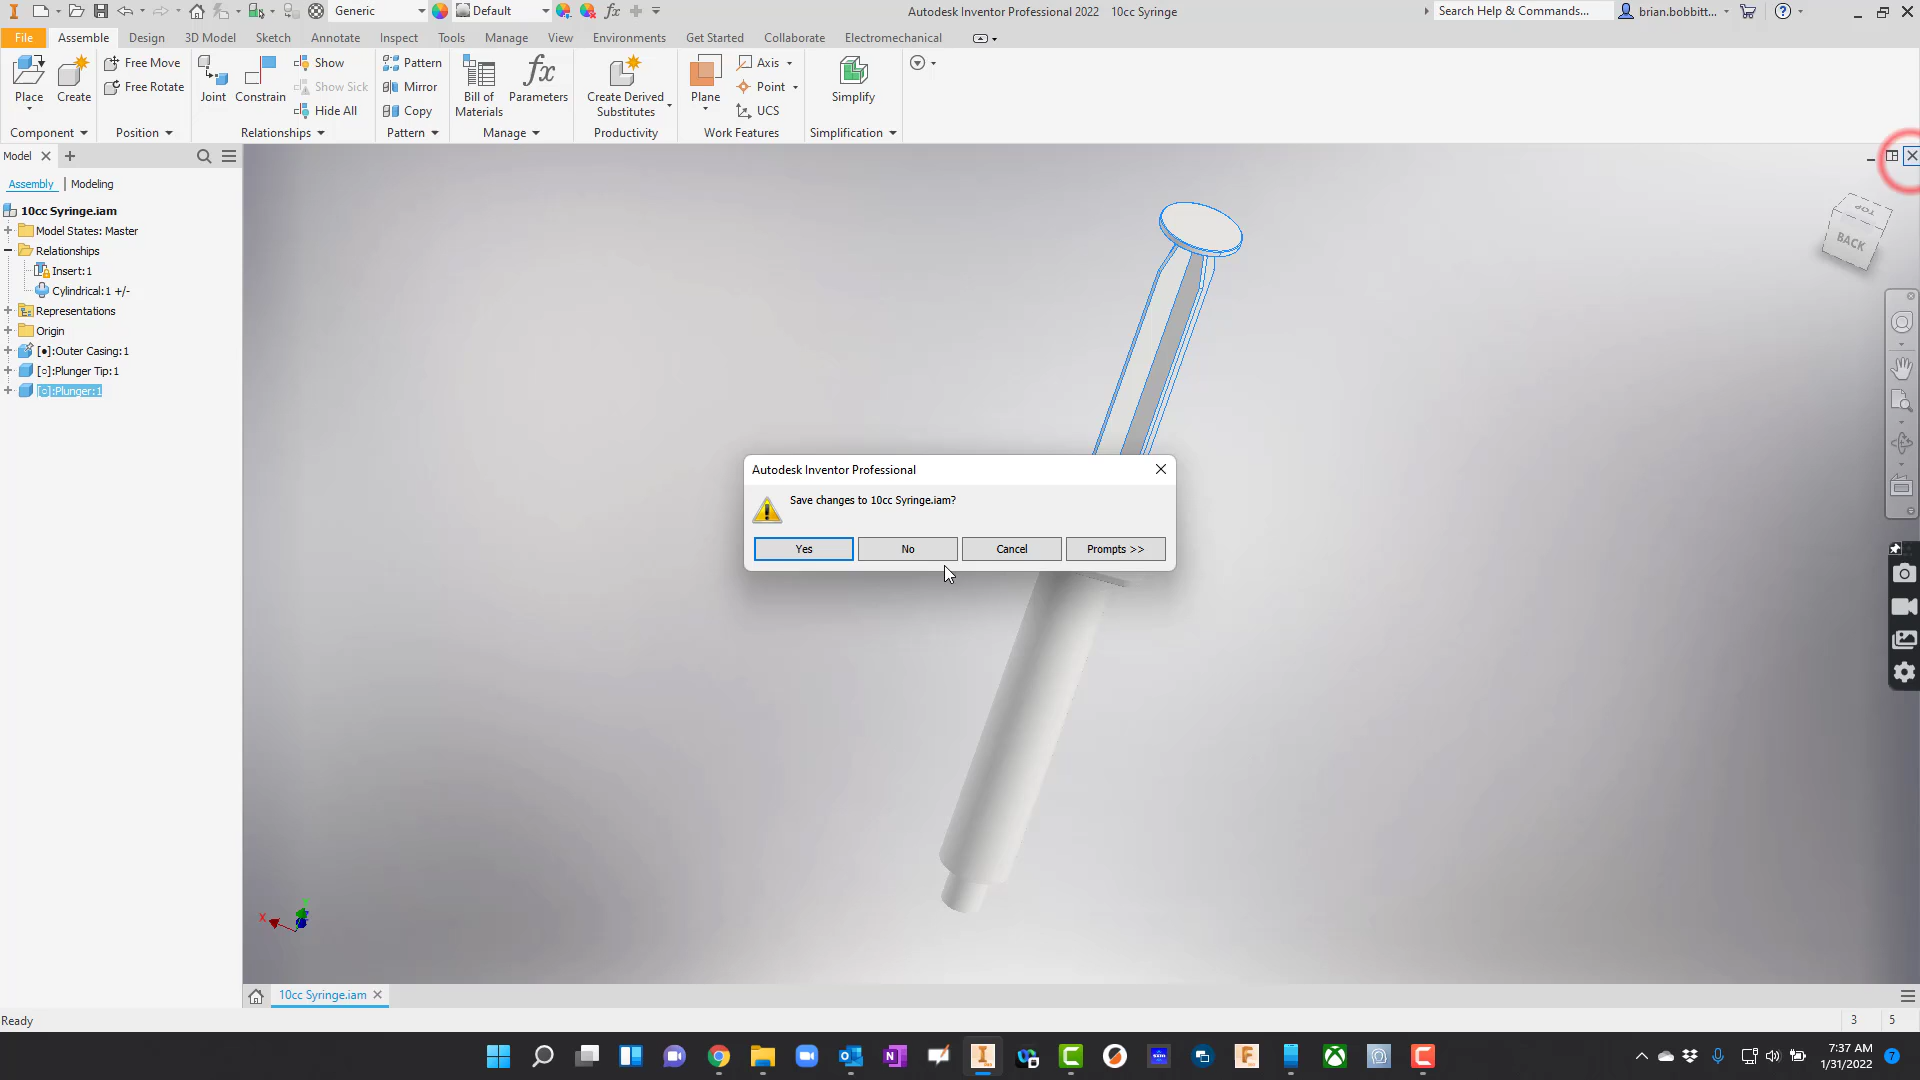 Generic
Default
Autodesk Inventor Professional 2022 10cc Syringe
Search Help & Commands...
brian.bobbitt...
File Assemble Design 3D Model Sketch Annotate Inspect Tools Manage View Environments Get Started Collaborate Electromechanical
Place
Create
Free Move
Free Rotate
Joint
Constrain
Show
Show Sick
Hide All
Pattern
Mirror
Copy
Bill of
Materials
fx
Parameters
Create Derived
Substitutes
Plane
Axis
Point
UCS
Simplify
Component
Position
Relationships
Pattern
Manage
Productivity
Work Features
Simplification
Model
Assembly | Modeling
10cc Syringe.iam
Model States: Master
Relationships
Insert:1
Cylindrical:1 +/-
Representations
Origin
[●]:Outer Casing:1
[○]:Plunger Tip:1
[○]:Plunger:1
TOP
BACK
Autodesk Inventor Professional
Save changes to 10cc Syringe.iam?
Yes No Cancel Prompts >>
X
10cc Syringe.iam
Ready
3 5
7:37 AM
1/31/2022
7